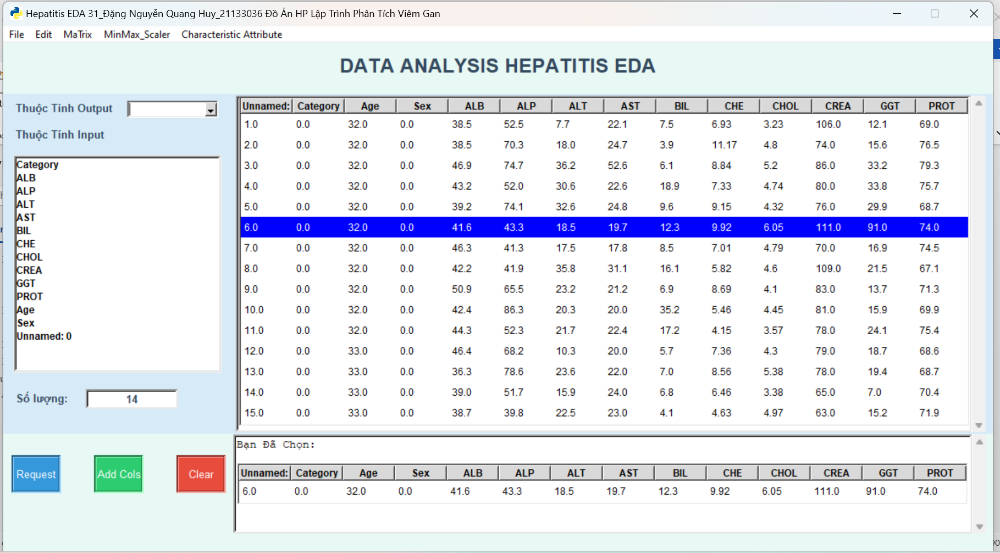 Hepatitis EDA 31_Đặng Nguyễn Quang Huy_21133036 Đồ Án HP Lập Trình Phân Tích Viêm Gan
File Edit MaTrix MinMax_Scaler Characteristic Attribute
DATA ANALYSIS HEPATITIS EDA
Thuộc Tính Output
Thuộc Tính Input
Category
ALB
ALP
ALT
AST
BIL
CHE
CHOL
CREA
GGT
PROT
Age
Sex
Unnamed: 0
Số lượng: 14
Request Add Cols Clear
Unnamed: Category Age Sex ALB ALP ALT AST BIL CHE CHOL CREA GGT PROT
1.0 0.0 32.0 0.0 38.5 52.5 7.7 22.1 7.5 6.93 3.23 106.0 12.1 69.0
2.0 0.0 32.0 0.0 38.5 70.3 18.0 24.7 3.9 11.17 4.8 74.0 15.6 76.5
3.0 0.0 32.0 0.0 46.9 74.7 36.2 52.6 6.1 8.84 5.2 86.0 33.2 79.3
4.0 0.0 32.0 0.0 43.2 52.0 30.6 22.6 18.9 7.33 4.74 80.0 33.8 75.7
5.0 0.0 32.0 0.0 39.2 74.1 32.6 24.8 9.6 9.15 4.32 76.0 29.9 68.7
6.0 0.0 32.0 0.0 41.6 43.3 18.5 19.7 12.3 9.92 6.05 111.0 91.0 74.0
7.0 0.0 32.0 0.0 46.3 41.3 17.5 17.8 8.5 7.01 4.79 70.0 16.9 74.5
8.0 0.0 32.0 0.0 42.2 41.9 35.8 31.1 16.1 5.82 4.6 109.0 21.5 67.1
9.0 0.0 32.0 0.0 50.9 65.5 23.2 21.2 6.9 8.69 4.1 83.0 13.7 71.3
10.0 0.0 32.0 0.0 42.4 86.3 20.3 20.0 35.2 5.46 4.45 81.0 15.9 69.9
11.0 0.0 32.0 0.0 44.3 52.3 21.7 22.4 17.2 4.15 3.57 78.0 24.1 75.4
12.0 0.0 33.0 0.0 46.4 68.2 10.3 20.0 5.7 7.36 4.3 79.0 18.7 68.6
13.0 0.0 33.0 0.0 36.3 78.6 23.6 22.0 7.0 8.56 5.38 78.0 19.4 68.7
14.0 0.0 33.0 0.0 39.0 51.7 15.9 24.0 6.8 6.46 3.38 65.0 7.0 70.4
15.0 0.0 33.0 0.0 38.7 39.8 22.5 23.0 4.1 4.63 4.97 63.0 15.2 71.9
Bạn Đã Chọn:
Unnamed: Category Age Sex ALB ALP ALT AST BIL CHE CHOL CREA GGT PROT
6.0 0.0 32.0 0.0 41.6 43.3 18.5 19.7 12.3 9.92 6.05 111.0 91.0 74.0